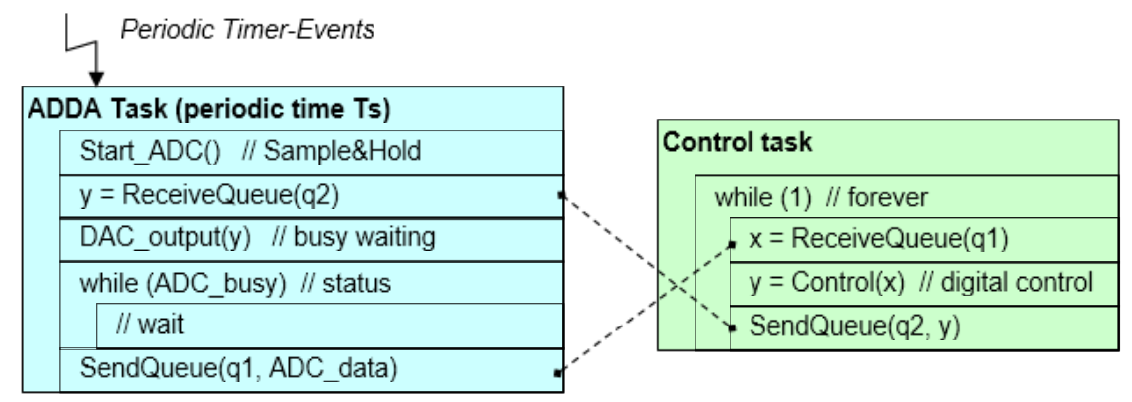 Periodic Timer-Events
ADDA Task (periodic time Ts)
Start_ADC() // Sample&Hold
y = ReceiveQueue(q2)
DAC_output(y) // busy waiting
while (ADC_busy) // status
// wait
SendQueue(q1, ADC_data)
Control task
while (1) // forever
x = ReceiveQueue(q1)
y = Control(x) // digital control
SendQueue(q2, y)